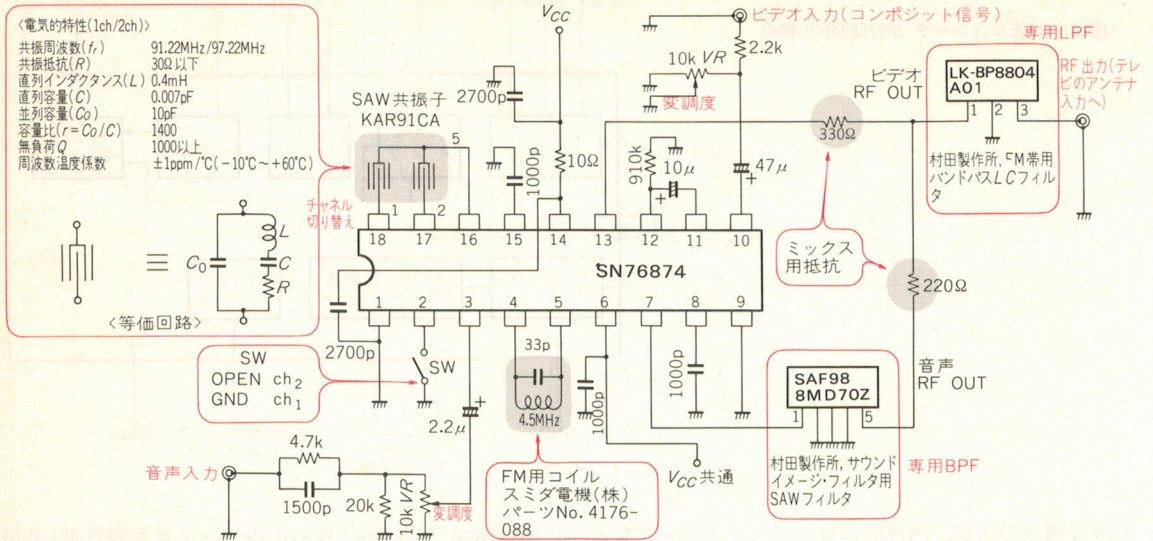 〈電気的特性(1ch/2ch)〉
共振周波数(fr) 91.22MHz/97.22MHz
共振抵抗(R) 30Ω以下
直列インダクタンス(L) 0.4mH
直列容量(C) 0.007pF
並列容量(C0) 10pF
容量比(r=C0/C) 1400
無負荷Q 1000以上
周波数温度係数 ±1ppm/℃(−10℃〜+60℃)
C0
L
C
R
〈等価回路〉
SAW共振子
KAR91CA
5
1
2
チャネル
切り替え
VCC
2700p
1000p
10Ω
ビデオ入力(コンポジット信号)
2.2k
10k VR
変調度
910k
10μ
+
47μ
+
ビデオ
RF OUT
330Ω
専用LPF
LK-BP8804
A01
1 2 3
RF出力(テレ
ビのアンテナ
入力へ)
村田製作所,FM帯用
バンドパスLCフィル
タ
ミックス
用抵抗
220Ω
18 17 16 15 14 13 12 11 10
SN76874
1 2 3 4 5 6 7 8 9
2700p
SW
SW
OPEN ch2
GND ch1
+
2.2μ
33p
4.5MHz
1000p
1000p
音声
RF OUT
SAF98
8MD70Z
1 5
村田製作所,サウンド
イメージ・フィルタ用
SAWフィルタ
専用BPF
VCC共通
FM用コイル
スミダ電機(株)
パーツNo.4176-
088
音声入力
4.7k
1500p
20k
10k VR
変調度